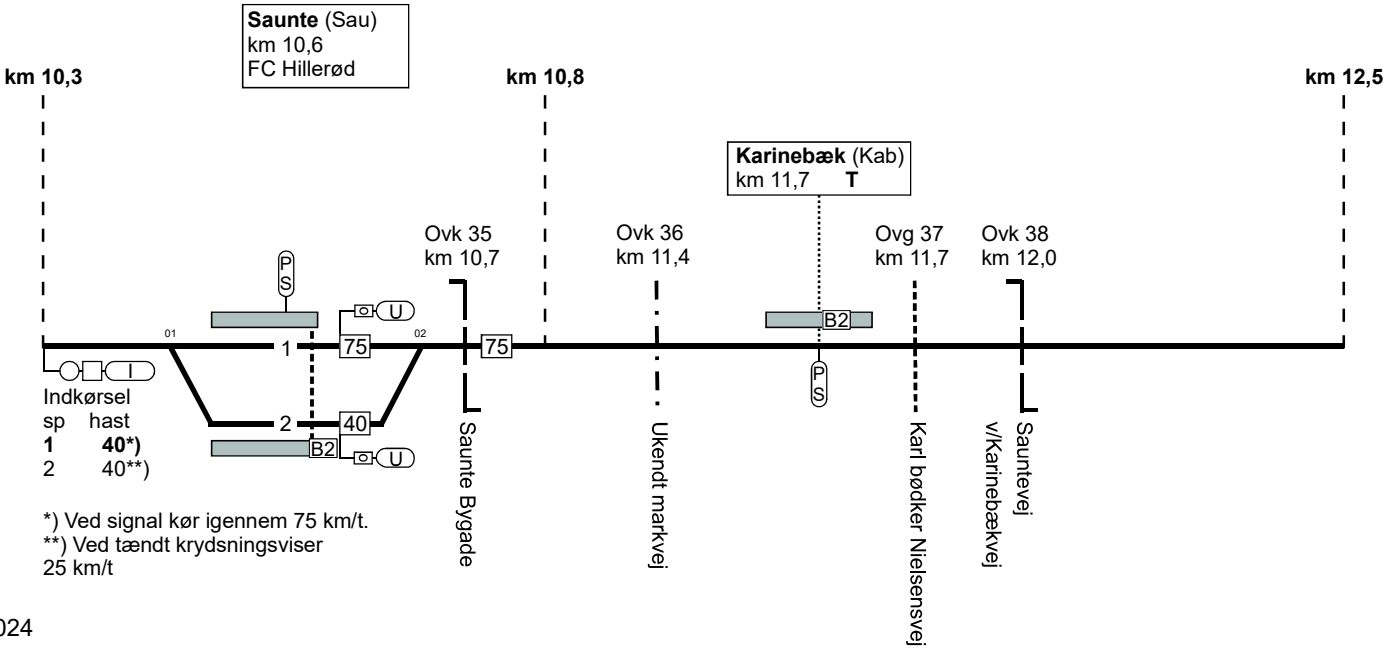 Saunte (Sau)
km 10,6
FC Hillerød
km 10,3
km 10,8
km 12,5
Karinebæk (Kab)
km 11,7 T
Ovk 35
km 10,7
Ovk 36
km 11,4
Ovg 37
km 11,7
Ovk 38
km 12,0
P
S
O U
B2
01
02
1
75
75
I
P
S
Indkørsel
sp hast
1 40*)
2 40**)
2
40
B2
O U
Saunte Bygade
Ukendt markvej
Karl bødker Nielsensvej
Sauntevej
v/Karinebækvej
*) Ved signal kør igennem 75 km/t.
**) Ved tændt krydsningsviser
25 km/t
024